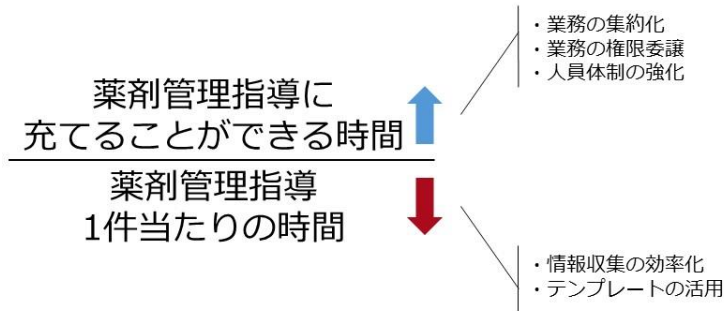 ・業務の集約化
・業務の権限委譲
・人員体制の強化
薬剤管理指導に
充てることができる時間
薬剤管理指導
1件当たりの時間
・情報収集の効率化
・テンプレートの活用